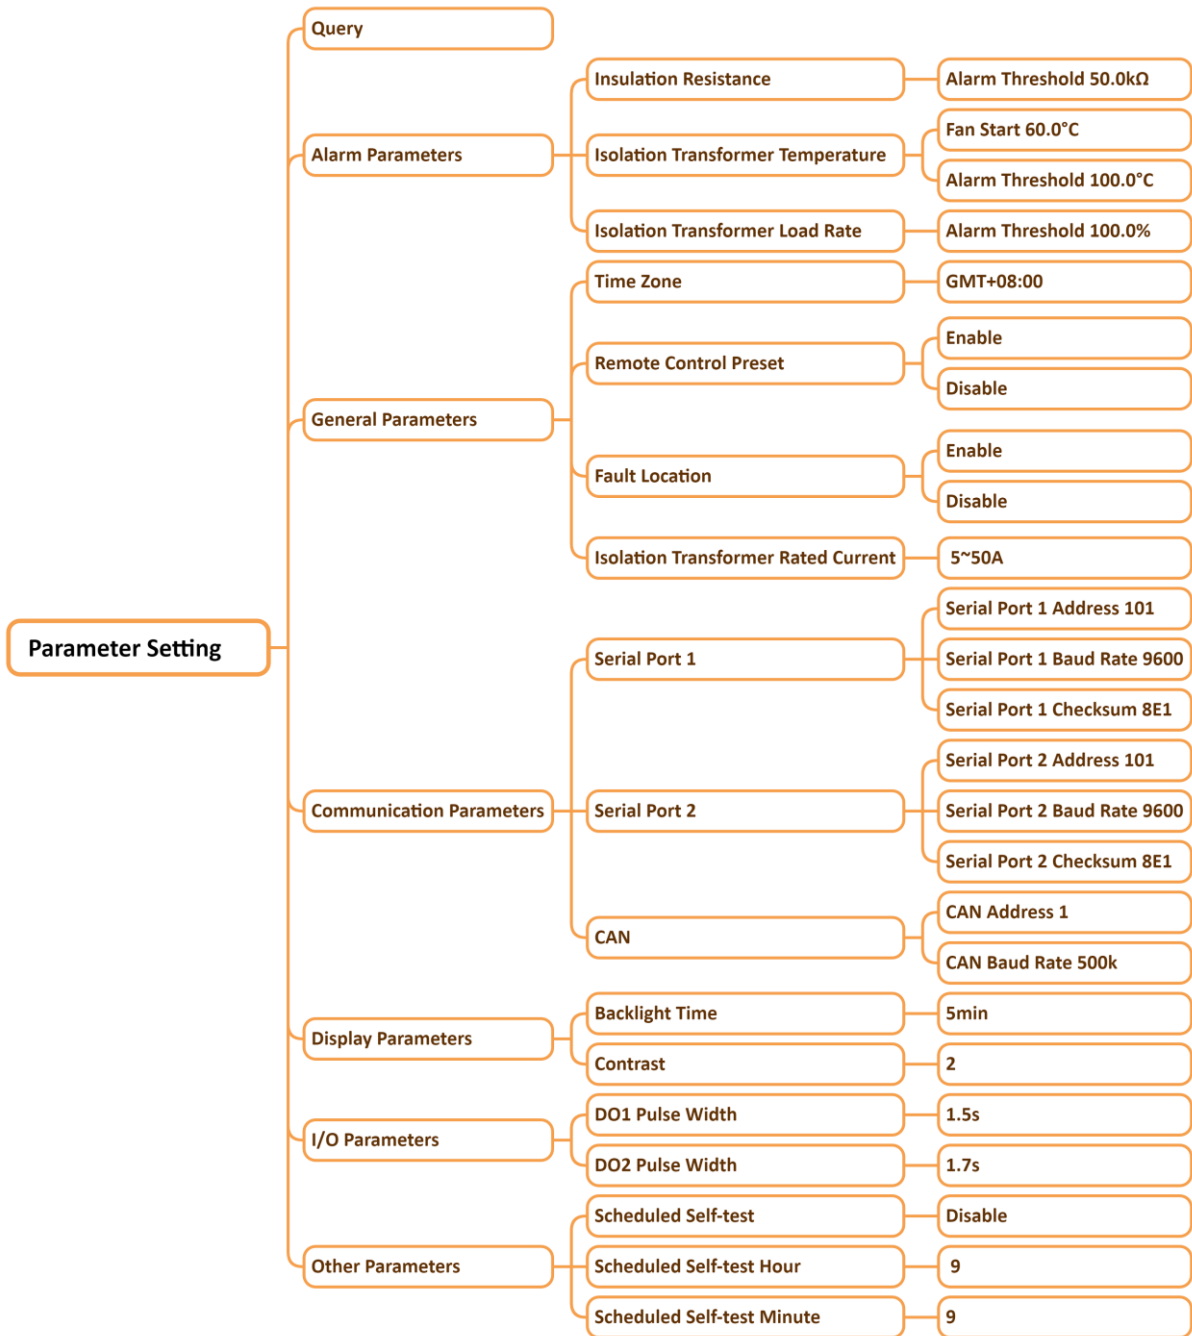 Parameter Setting
Query
Alarm Parameters
Insulation Resistance
Alarm Threshold 50.0kΩ
Isolation Transformer Temperature
Fan Start 60.0°C
Alarm Threshold 100.0°C
Isolation Transformer Load Rate
Alarm Threshold 100.0%
General Parameters
Time Zone
GMT+08:00
Remote Control Preset
Enable
Disable
Fault Location
Enable
Disable
Isolation Transformer Rated Current
5~50A
Communication Parameters
Serial Port 1
Serial Port 1 Address 101
Serial Port 1 Baud Rate 9600
Serial Port 1 Checksum 8E1
Serial Port 2
Serial Port 2 Address 101
Serial Port 2 Baud Rate 9600
Serial Port 2 Checksum 8E1
CAN
CAN Address 1
CAN Baud Rate 500k
Display Parameters
Backlight Time
5min
Contrast
2
I/O Parameters
DO1 Pulse Width
1.5s
DO2 Pulse Width
1.7s
Other Parameters
Scheduled Self-test
Disable
Scheduled Self-test Hour
9
Scheduled Self-test Minute
9